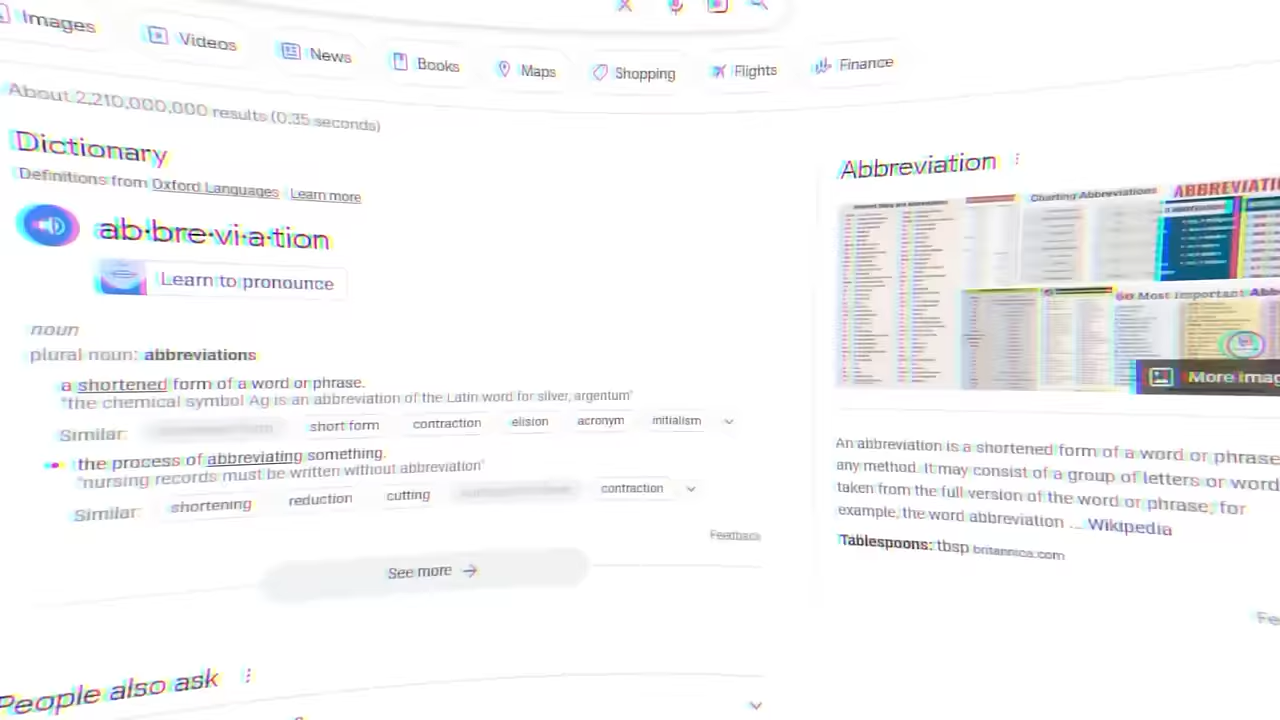 Images Videos News Books Maps Shopping Flights Finance
About 2,210,000,000 results (0.35 seconds)
Dictionary
Definitions from Oxford Languages Learn more
ab·bre·vi·a·tion
Learn to pronounce
noun
plural noun: abbreviations
a shortened form of a word or phrase.
"the chemical symbol Ag is an abbreviation of the Latin word for silver, argentum"
Similar: short form contraction elision acronym initialism
the process of abbreviating something.
"nursing records must be written without abbreviation"
Similar: shortening reduction cutting contraction
Feedback
See more →
People also ask
Abbreviation
Charting Abbreviations
ABBREVIATI
60 Most Important Abb
More Imag
An abbreviation is a shortened form of a word or phrase
any method. It may consist of a group of letters or word
taken from the full version of the word or phrase; for
example, the word abbreviation ... Wikipedia
Tablespoons: tbsp britannica.com
Fe